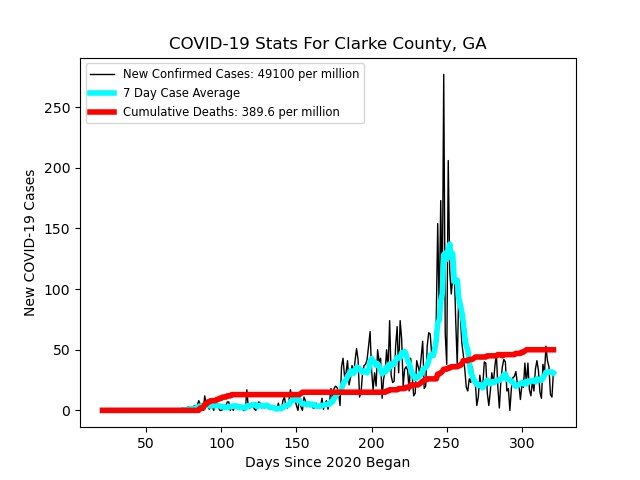 COVID-19 Stats For Clarke County, GA
New Confirmed Cases: 49100 per million
7 Day Case Average
Cumulative Deaths: 389.6 per million
New COVID-19 Cases
250
200
150
100
50
0
50 100 150 200 250 300
Days Since 2020 Began